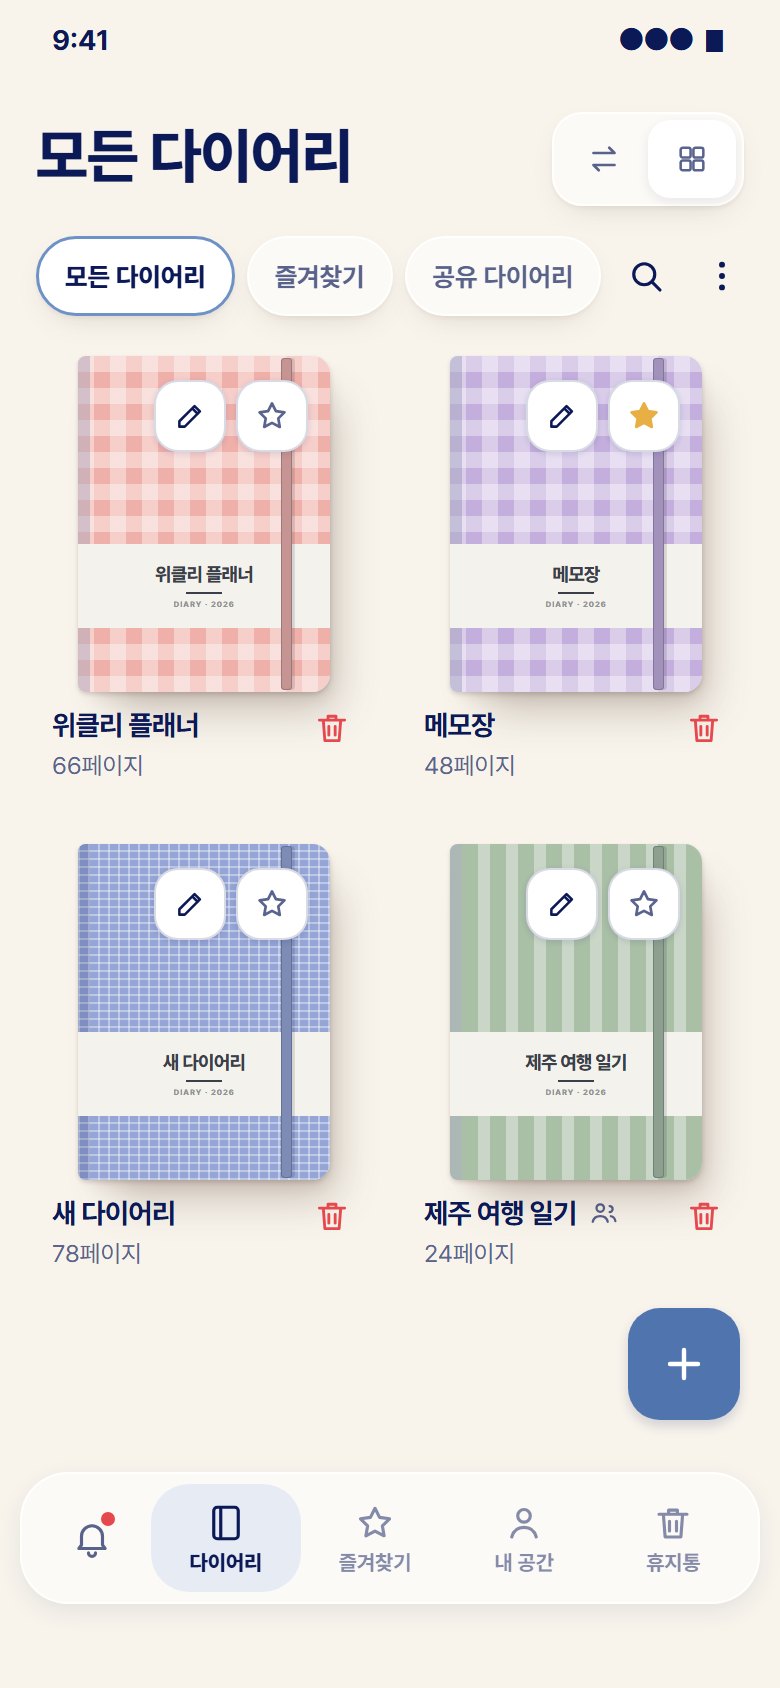 9:41
모든 다이어리
모든 다이어리 즐겨찾기 공유 다이어리
위클리 플래너
DIARY · 2026
메모장
DIARY · 2026
위클리 플래너
66페이지
메모장
48페이지
새 다이어리
DIARY · 2026
제주 여행 일기
DIARY · 2026
새 다이어리
78페이지
제주 여행 일기
24페이지
다이어리 즐겨찾기 내 공간 휴지통